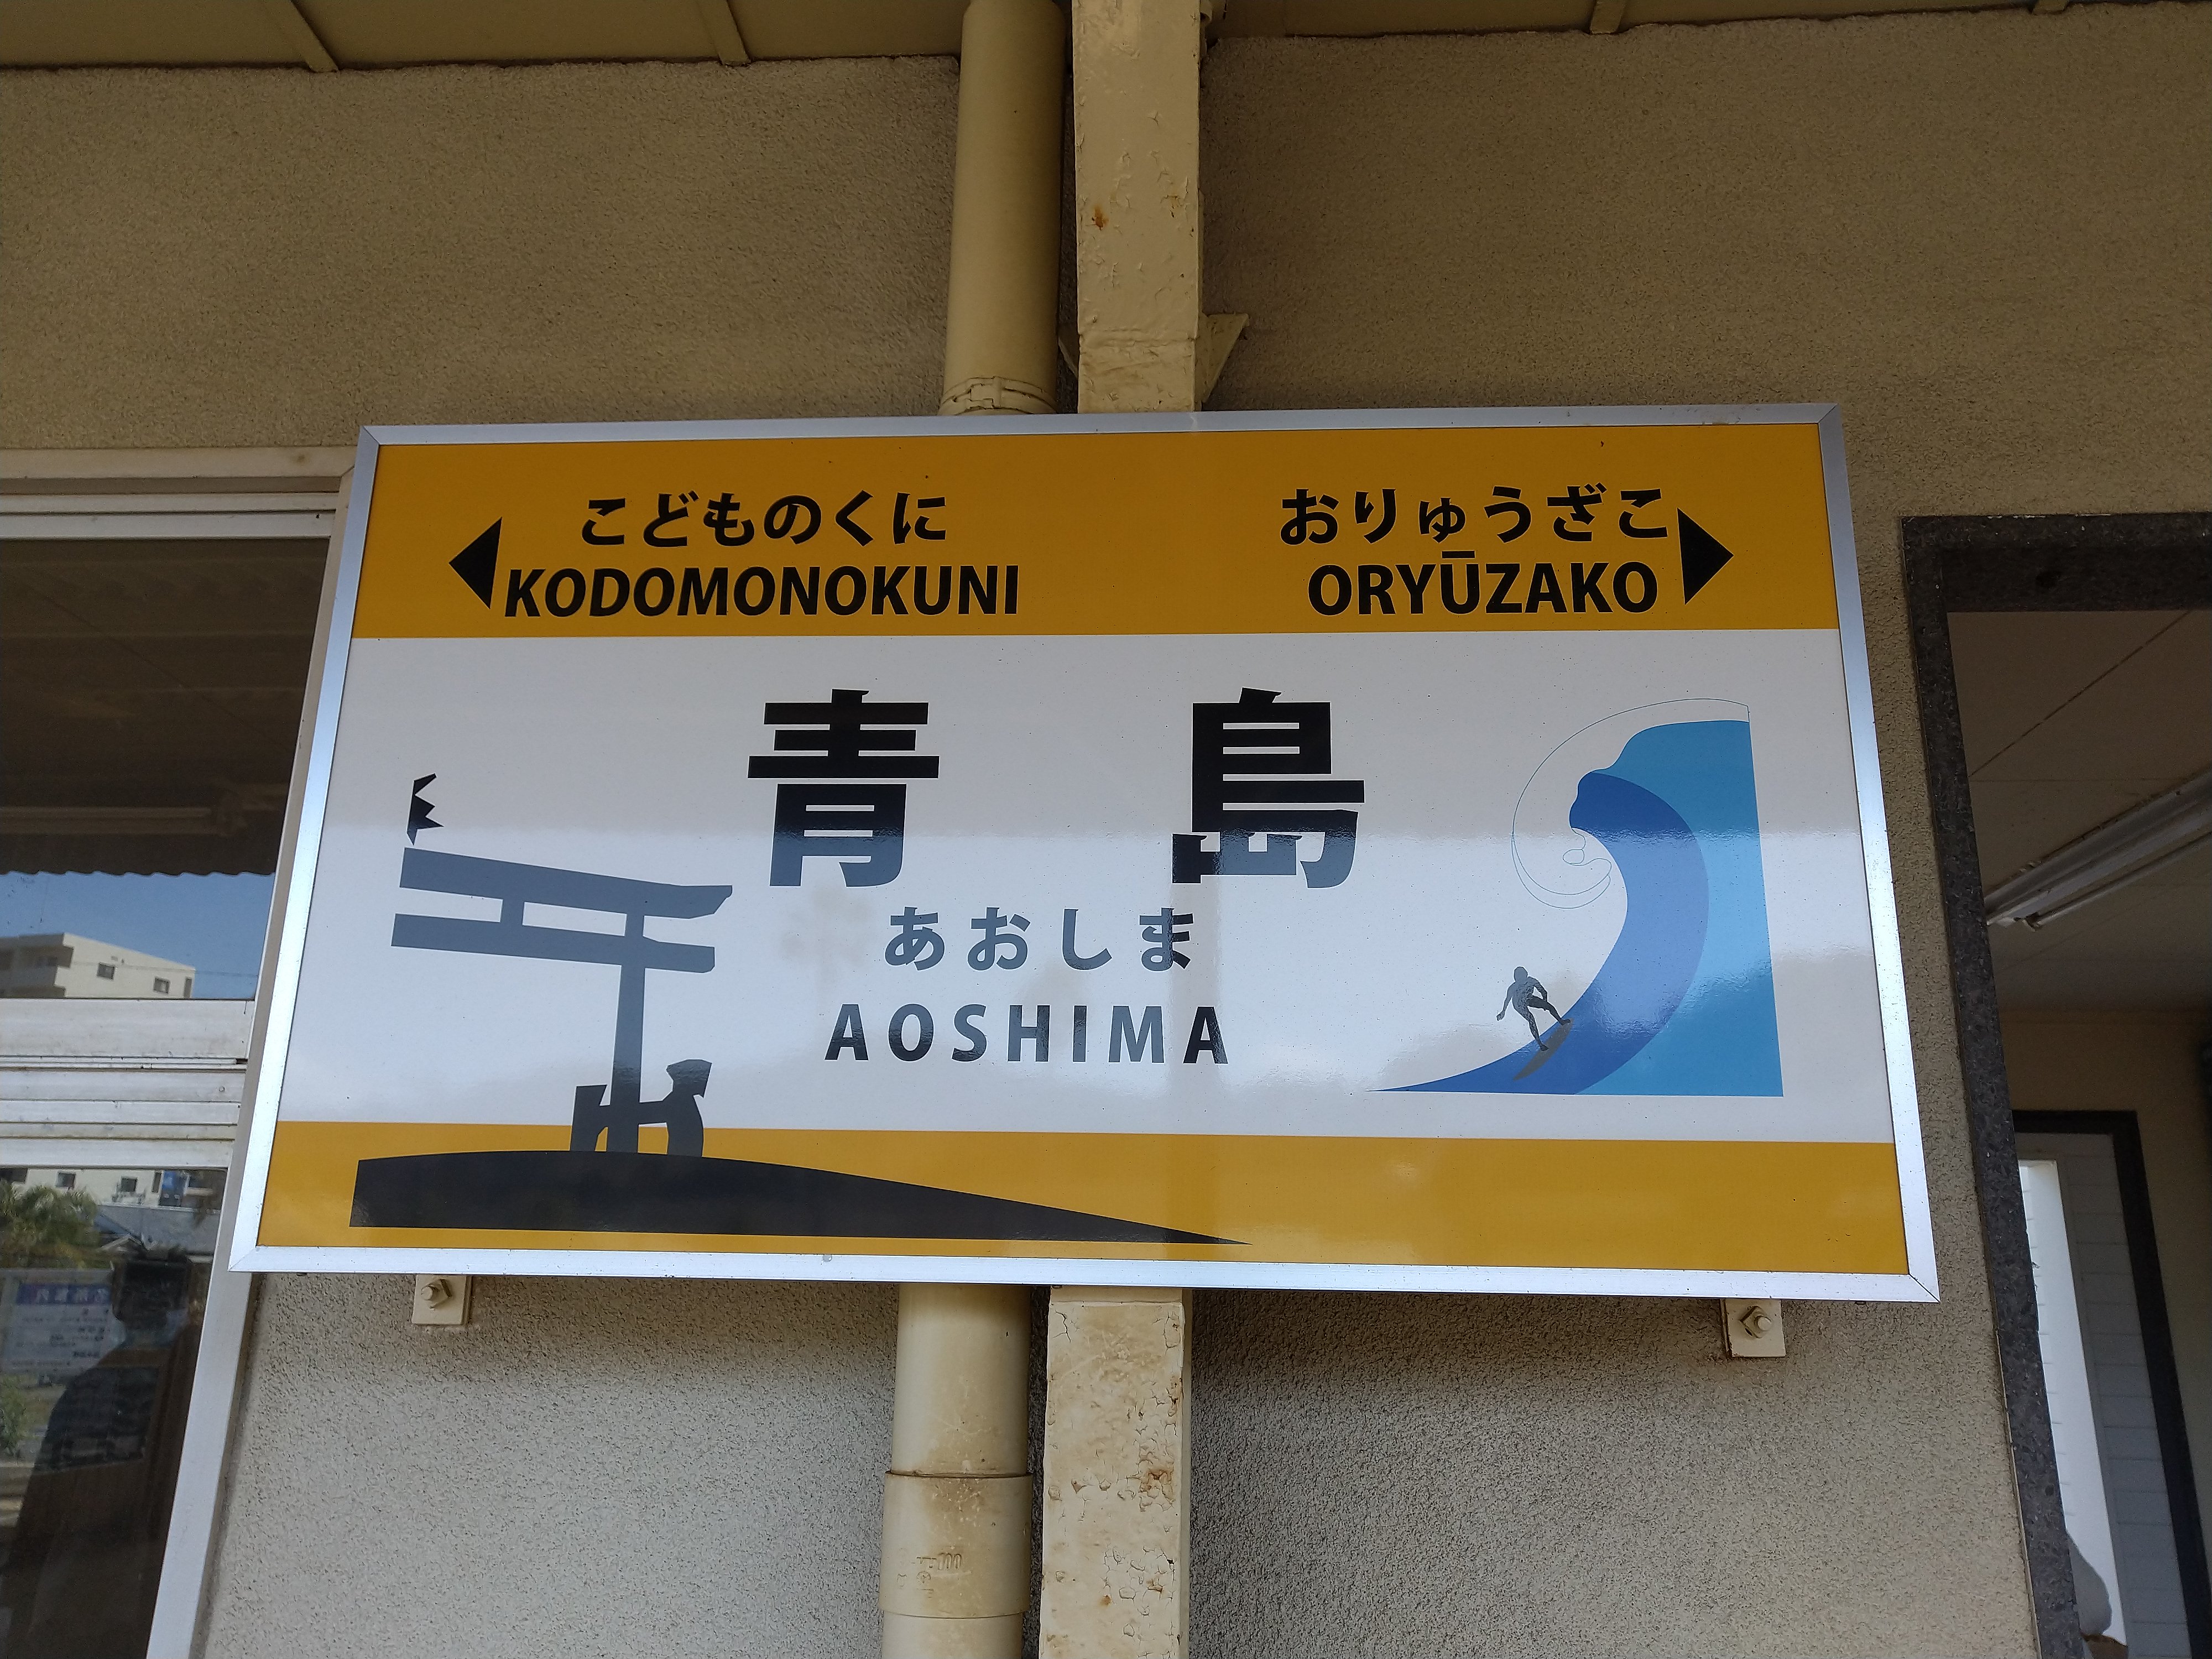 こどものくに
KODOMONOKUNI
おりゅうざこ
ORYŪZAKO
青島
あおしま
AOSHIMA